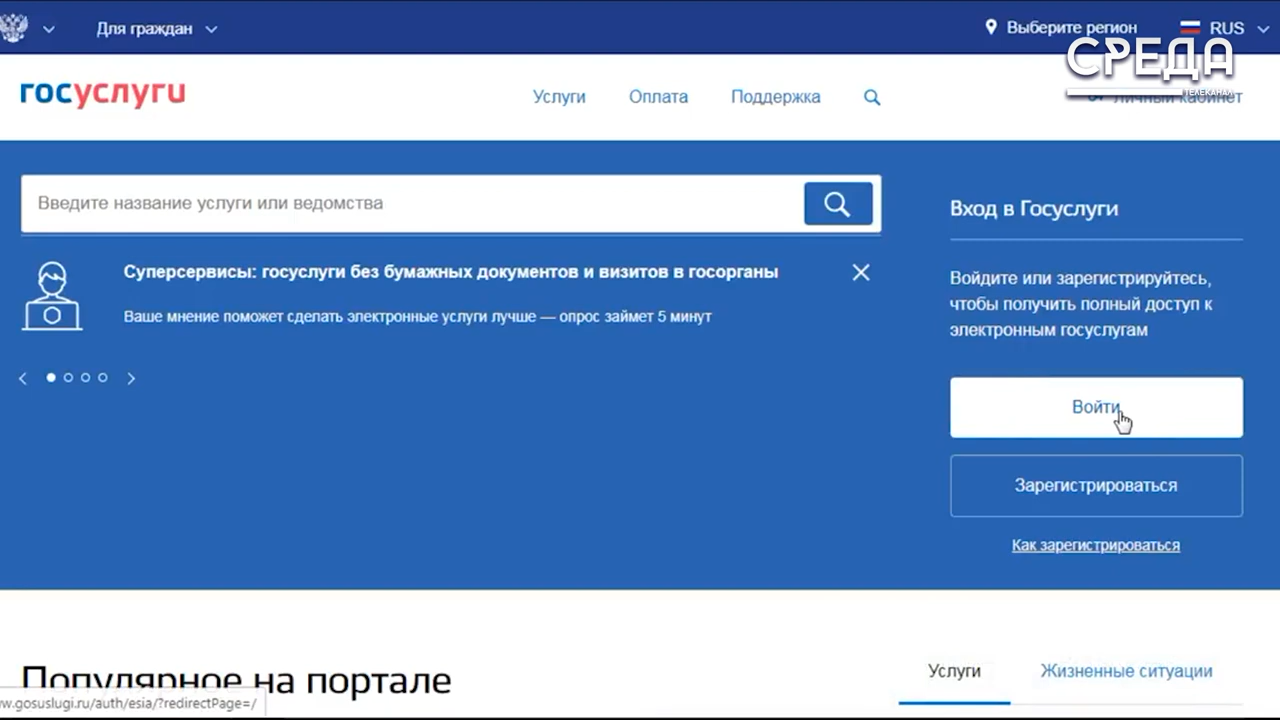 Для граждан
Выберите регион
RUS
СРЕДА
ТЕЛЕКАНАЛ
госуслуги
Услуги
Оплата
Поддержка
Личный кабинет
Введите название услуги или ведомства
Вход в Госуслуги
Суперсервисы: госуслуги без бумажных документов и визитов в госорганы
Ваше мнение поможет сделать электронные услуги лучше — опрос займет 5 минут
Войдите или зарегистрируйтесь,
чтобы получить полный доступ к
электронным госуслугам
Войти
Зарегистрироваться
Как зарегистрироваться
Популярное на портале
Услуги
Жизненные ситуации
w.gosuslugi.ru/auth/esia/?redirectPage=/